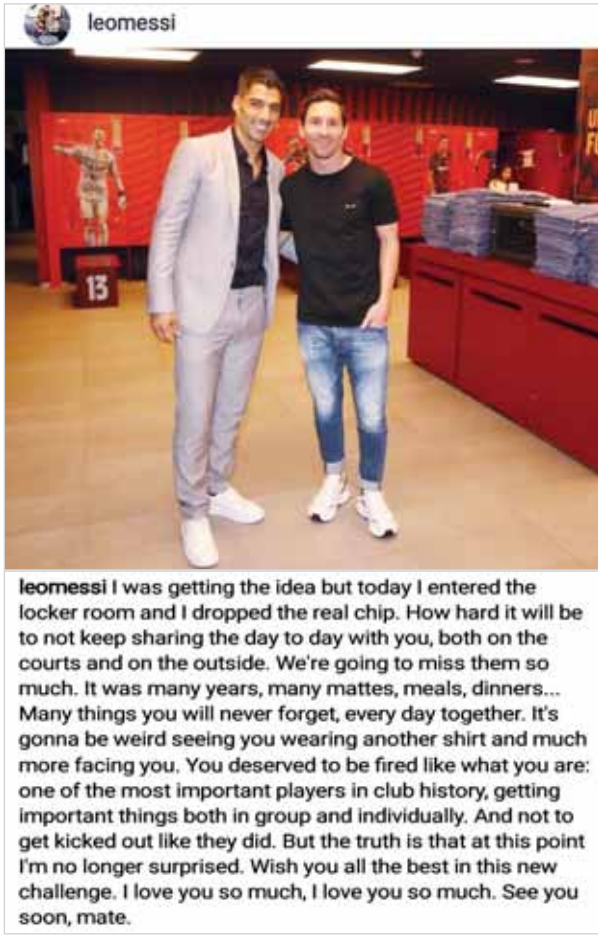 leomessi
13
U
F
leomessi I was getting the idea but today I entered the
locker room and I dropped the real chip. How hard it will be
to not keep sharing the day to day with you, both on the
courts and on the outside. We're going to miss them so
much. It was many years, many mattes, meals, dinners...
Many things you will never forget, every day together. It's
gonna be weird seeing you wearing another shirt and much
more facing you. You deserved to be fired like what you are:
one of the most important players in club history, getting
important things both in group and individually. And not to
get kicked out like they did. But the truth is that at this point
I'm no longer surprised. Wish you all the best in this new
challenge. I love you so much, I love you so much. See you
soon, mate.